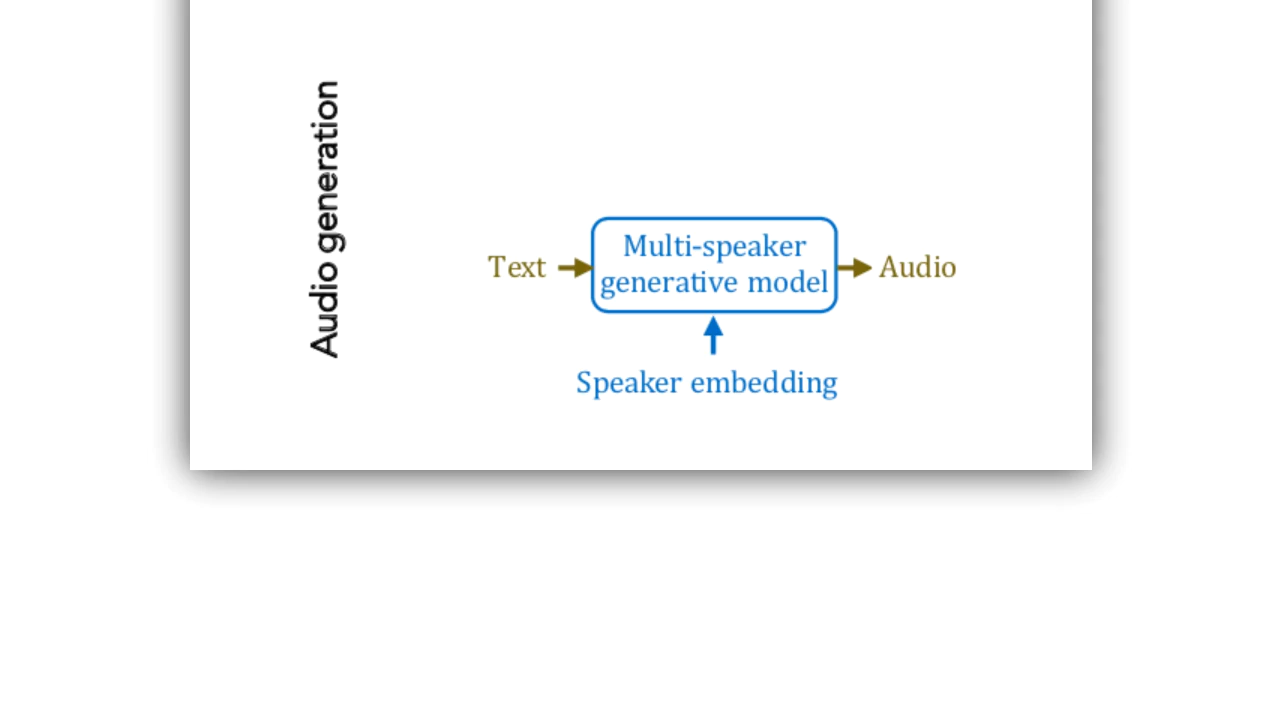 Audio generation
Multi-speaker
generative model
Text
Audio
Speaker embedding